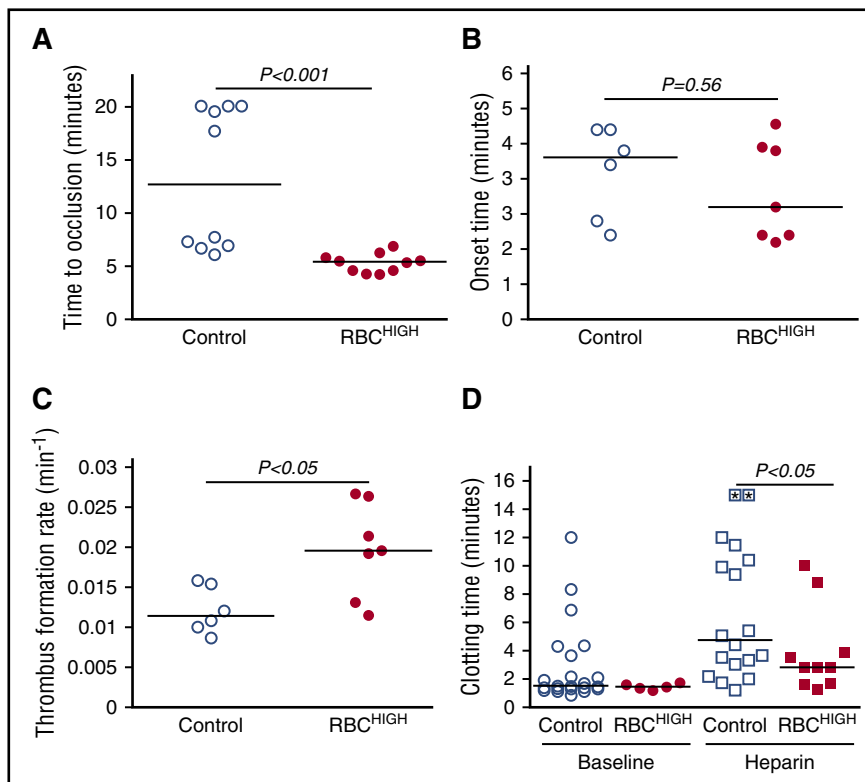 A
P<0.001
Time to occlusion (minutes)
20
15
10
5
0
Control
RBC^HIGH
B
P=0.56
Onset time (minutes)
6
5
4
4
3
3
2
1
0
Control
RBC^HIGH
C
P<0.05
Thrombus formation rate (min⁻¹)
0.03
0.025
0.02
0.015
0.01
0.005
0
Control
RBC^HIGH
D
P<0.05
Clotting time (minutes)
16
14
12
10
8
6
4
2
0
* *
Control RBC^HIGH Control RBC^HIGH
Baseline Heparin